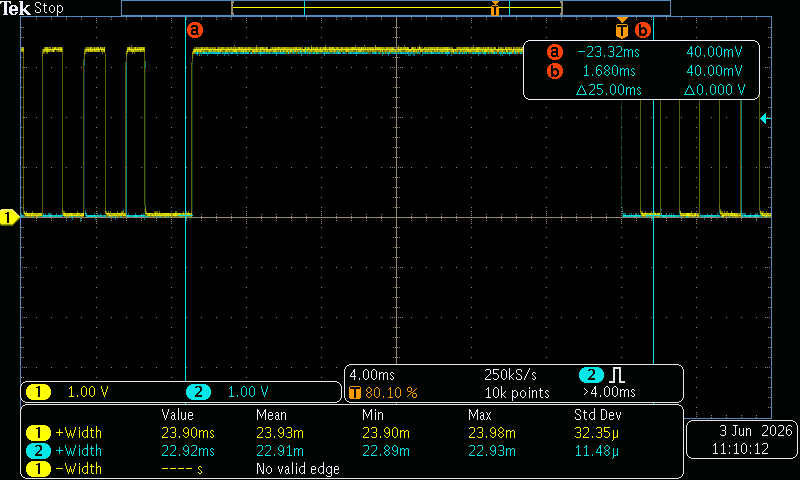 Tek Stop
T
a
T b
a -23.32ms 40.00mV
b 1.680ms 40.00mV
Δ25.00ms Δ0.000 V
1
1 1.00 V 2 1.00 V
4.00ms 250kS/s 2
T 80.10 % 10k points >4.00ms
Value Mean Min Max Std Dev
1 +Width 23.90ms 23.93m 23.90m 23.98m 32.35µ
2 +Width 22.92ms 22.91m 22.89m 22.93m 11.48µ
1 -Width ---- s No valid edge
3 Jun 2026
11:10:12